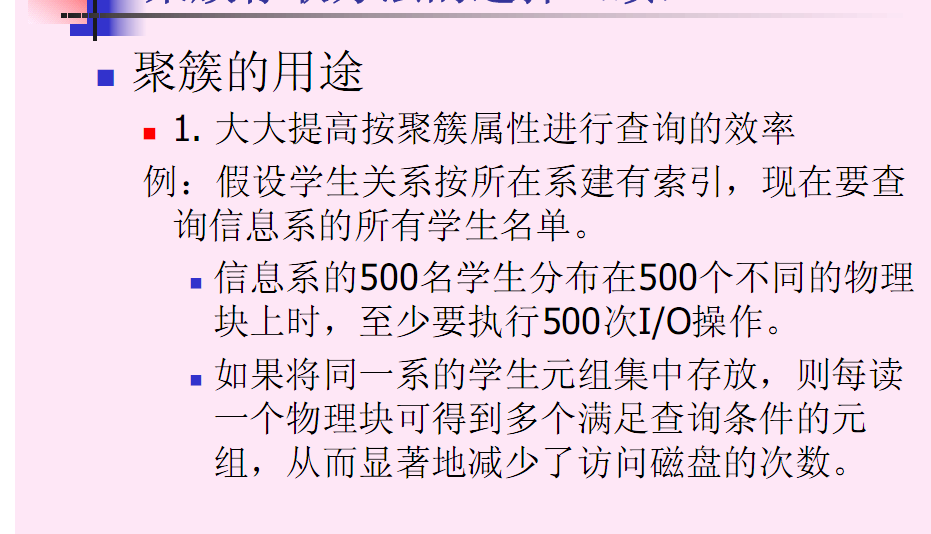 聚簇的用途
1. 大大提高按聚簇属性进行查询的效率
例：假设学生关系按所在系建有索引，现在要查
询信息系的所有学生名单。
信息系的500名学生分布在500个不同的物理
块上时，至少要执行500次I/O操作。
如果将同一系的学生元组集中存放，则每读
一个物理块可得到多个满足查询条件的元
组，从而显著地减少了访问磁盘的次数。